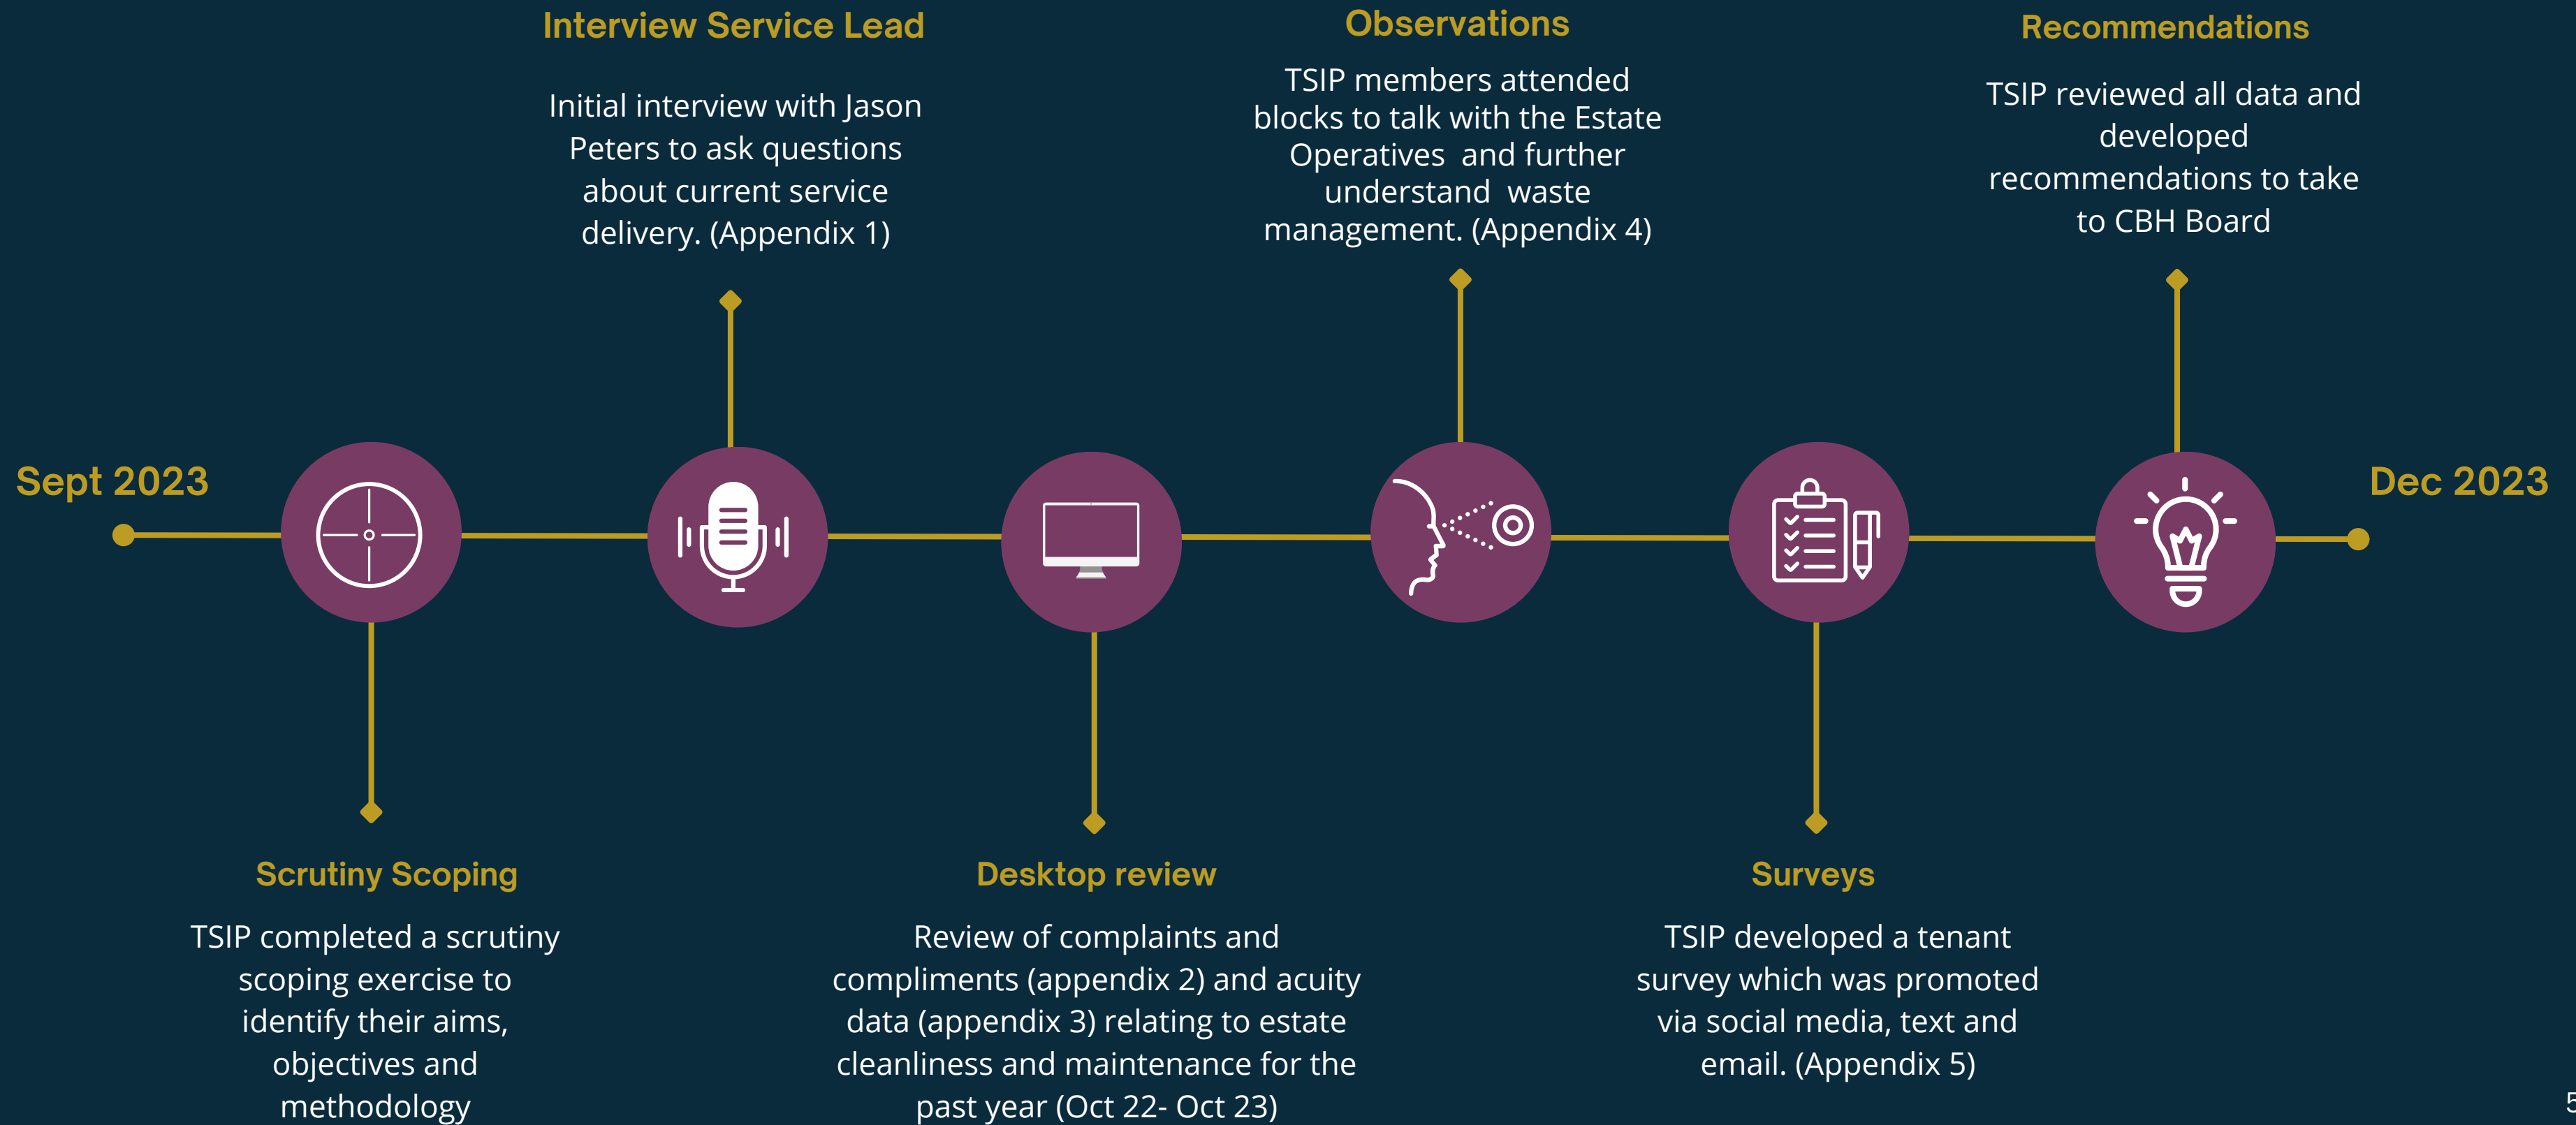 Interview Service Lead
Initial interview with Jason
Peters to ask questions
about current service
delivery. (Appendix 1)
Observations
TSIP members attended
blocks to talk with the Estate
Operatives  and further
understand  waste
management. (Appendix 4)
Recommendations
TSIP reviewed all data and
developed
recommendations to take
to CBH Board
Sept 2023
Dec 2023
Scrutiny Scoping
TSIP completed a scrutiny
scoping exercise to
identify their aims,
objectives and
methodology
Desktop review
Review of complaints and
compliments (appendix 2) and acuity
data (appendix 3) relating to estate
cleanliness and maintenance for the
past year (Oct 22- Oct 23)
Surveys
TSIP developed a tenant
survey which was promoted
via social media, text and
email. (Appendix 5)
5